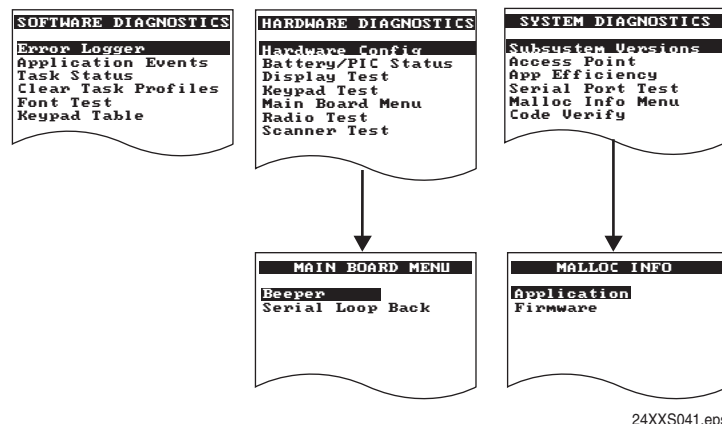 SOFTWARE DIAGNOSTICS
Error Logger
Application Events
Task Status
Clear Task Profiles
Font Test
Keypad Table
HARDWARE DIAGNOSTICS
Hardware Config
Battery/PIC Status
Display Test
Keypad Test
Main Board Menu
Radio Test
Scanner Test
SYSTEM DIAGNOSTICS
Subsystem Versions
Access Point
App Efficiency
Serial Port Test
Malloc Info Menu
Code Verify
MAIN BOARD MENU
Beeper
Serial Loop Back
MALLOC INFO
Application
Firmware
24XXS041.eps